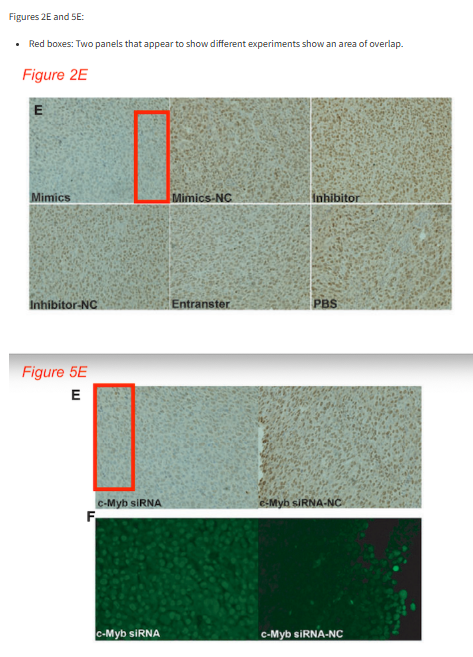 Figures 2E and 5E:
• Red boxes: Two panels that appear to show different experiments show an area of overlap.
Figure 2E
E
Mimics
Mimics-NC
Inhibitor
Inhibitor-NC
Entranster
PBS
Figure 5E
E
c-Myb siRNA
c-Myb siRNA-NC
F
c-Myb siRNA
c-Myb siRNA-NC